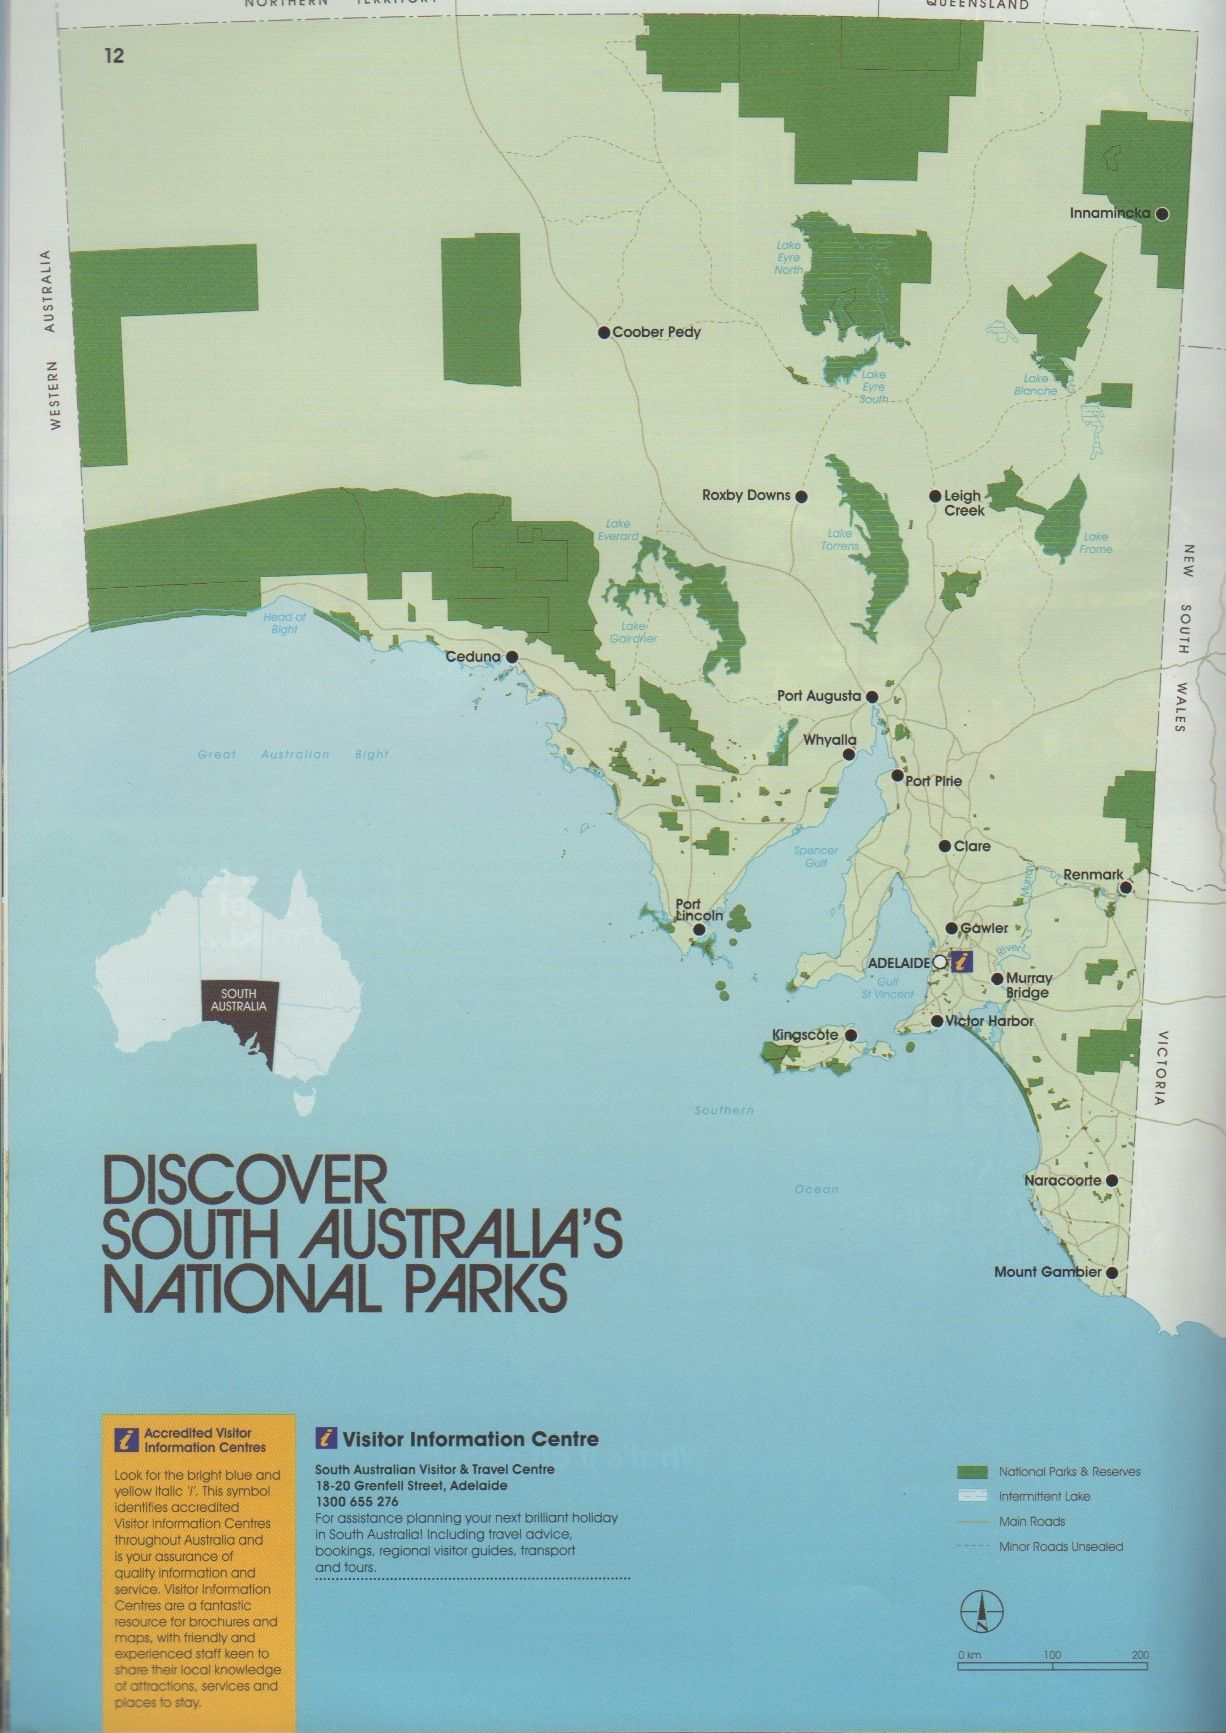 NORTHERN TERRITORY
QUEENSLAND
12
Innamincka
Lake
Eyre
North
WESTERN AUSTRALIA
Coober Pedy
Lake
Eyre
South
Lake
Blanche
Roxby Downs
Leigh
Creek
Lake
Everard
Lake
Torrens
Lake
Frome
NEW SOUTH WALES
Head of
Bight
Lake
Gairdner
Ceduna
Port Augusta
Whyalla
Great Australian Bight
Port Pirie
Clare
Spencer
Gulf
Renmark
Murray
River
Port
Lincoln
Gawler
ADELAIDE
i
Murray
Bridge
Gulf
St Vincent
SOUTH
AUSTRALIA
Kingscote
Victor Harbor
VICTORIA
Southern
Ocean
Naracoorte
Mount Gambier
DISCOVER
SOUTH AUSTRALIA'S
NATIONAL PARKS
i Accredited Visitor
Information Centres
Look for the bright blue and
yellow italic 'i'. This symbol
identifies accredited
Visitor Information Centres
throughout Australia and
is your assurance of
quality information and
service. Visitor Information
Centres are a fantastic
resource for brochures and
maps, with friendly and
experienced staff keen to
share their local knowledge
of attractions, services and
places to stay.
i Visitor Information Centre
South Australian Visitor & Travel Centre
18-20 Grenfell Street, Adelaide
1300 655 276
For assistance planning your next brilliant holiday
in South Australia! Including travel advice,
bookings, regional visitor guides, transport
and tours.
National Parks & Reserves
Intermittent Lake
Main Roads
Minor Roads Unsealed
N
0 km 100 200